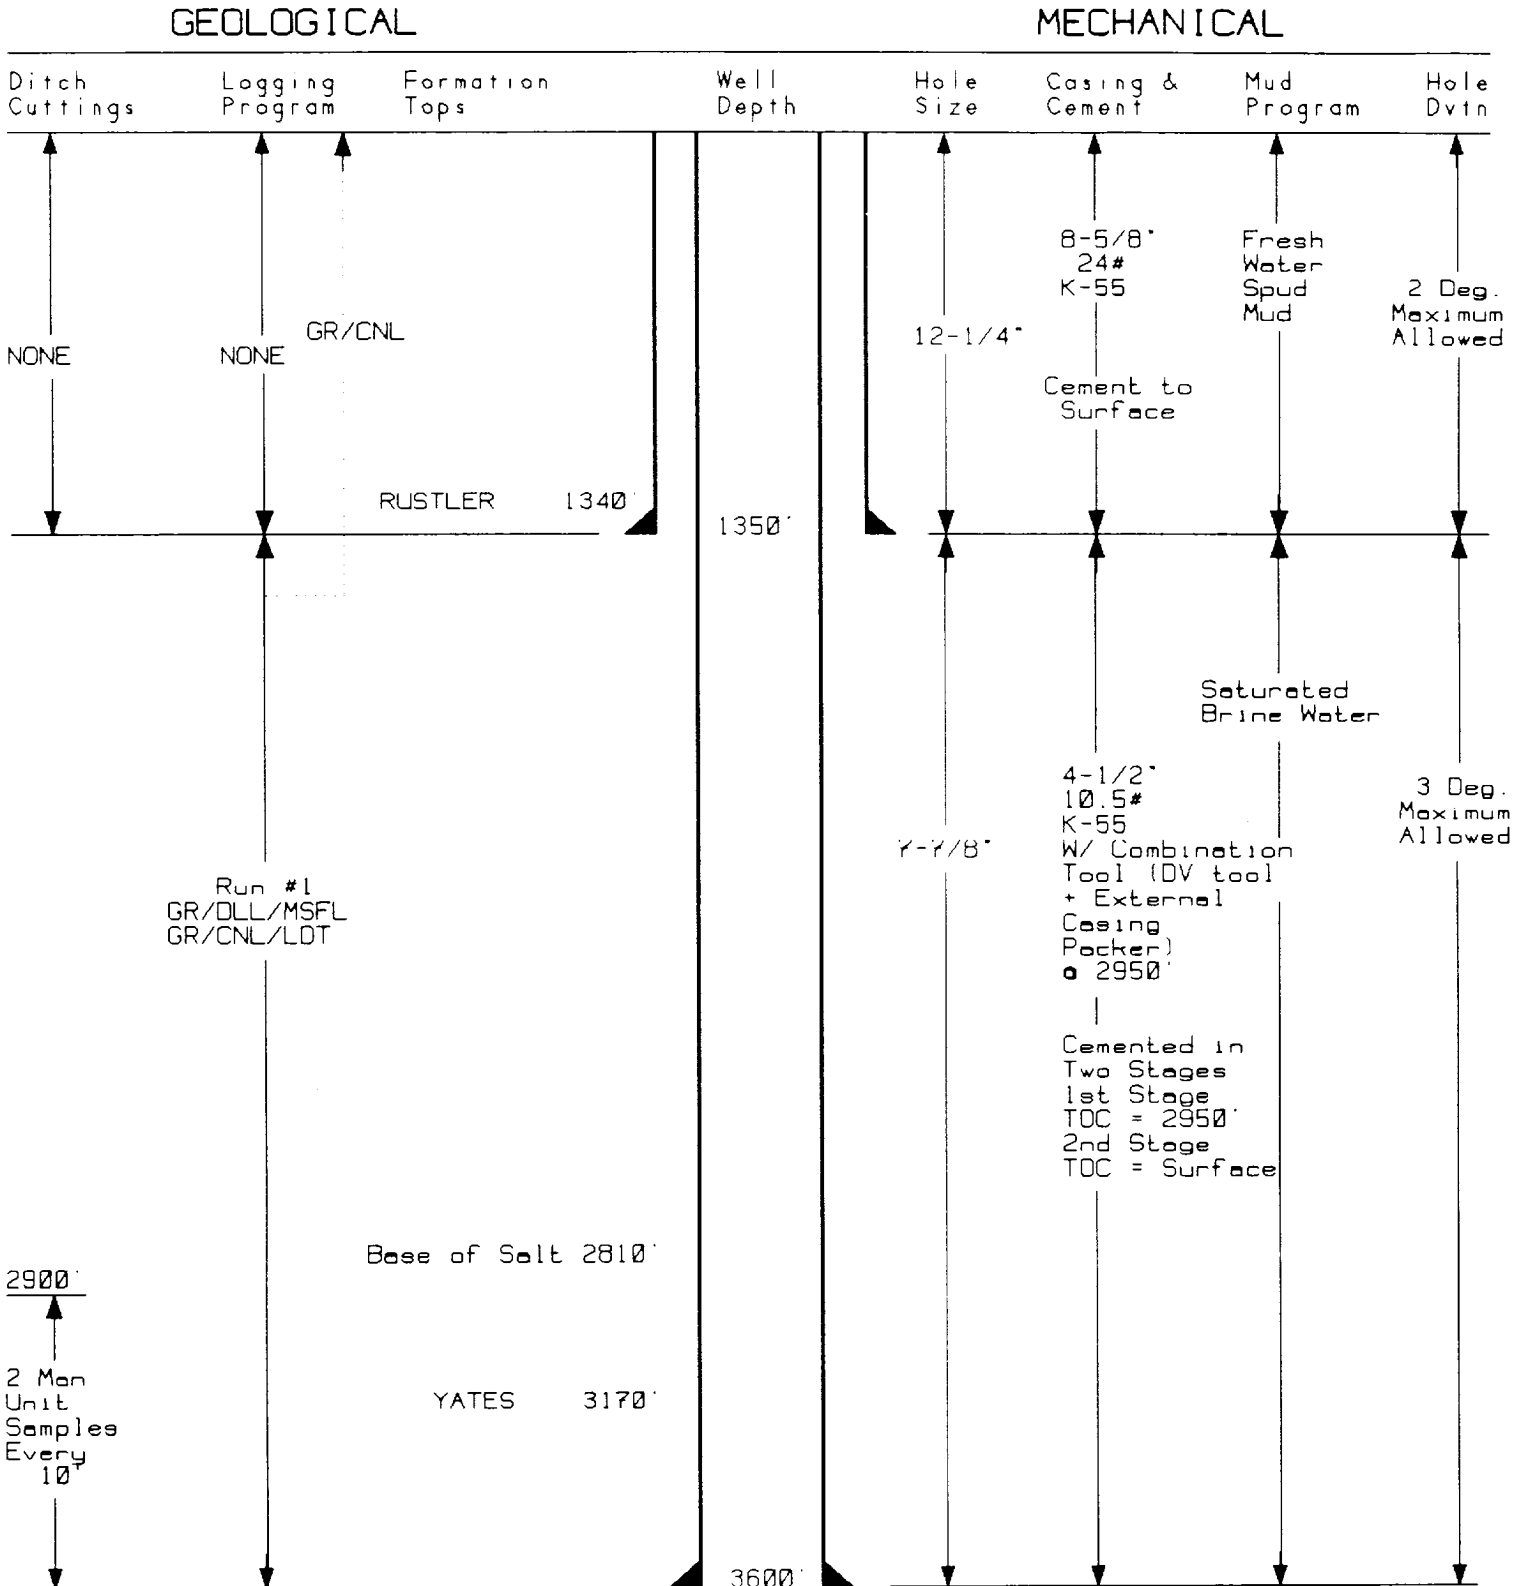 GEOLOGICAL
MECHANICAL
Ditch Cuttings
Logging Program
Formation Tops
Well Depth
Hole Size
Casing & Cement
Mud Program
Hole Dvtn
NONE
NONE
GR/CNL
RUSTLER 1340'
1350'
12-1/4"
8-5/8"
24#
K-55
Cement to
Surface
Fresh
Water
Spud
Mud
2 Deg.
Maximum
Allowed
Run #1
GR/DLL/MSFL
GR/CNL/LDT
Base of Salt 2810'
2900'
2 Man
Unit
Samples
Every
10'
YATES 3170'
3600'
7-7/8"
4-1/2"
10.5#
K-55
W/ Combination
Tool (DV tool
+ External
Casing
Packer)
@ 2950'
Cemented in
Two Stages
1st Stage
TOC = 2950'
2nd Stage
TOC = Surface
Saturated
Brine Water
3 Deg.
Maximum
Allowed